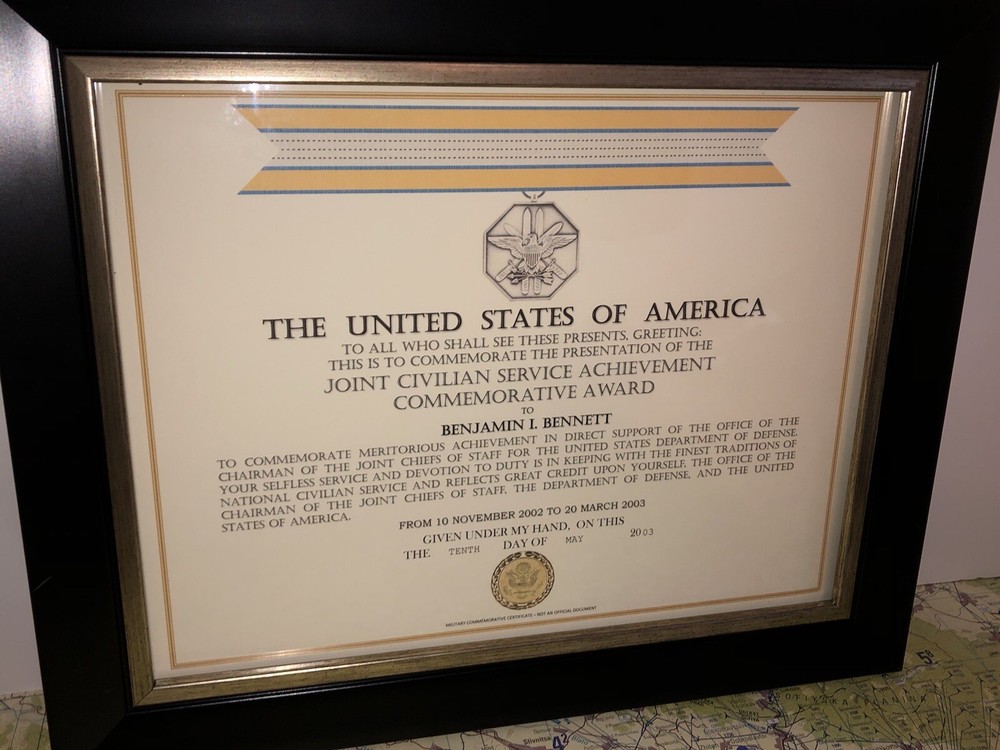 THE UNITED STATES OF AMERICA
TO ALL WHO SHALL SEE THESE PRESENTS, GREETING:
THIS IS TO COMMEMORATE THE PRESENTATION OF THE
JOINT CIVILIAN SERVICE ACHIEVEMENT
COMMEMORATIVE AWARD
TO
BENJAMIN I. BENNETT
TO COMMEMORATE MERITORIOUS ACHIEVEMENT IN DIRECT SUPPORT OF THE OFFICE OF THE
CHAIRMAN OF THE JOINT CHIEFS OF STAFF FOR THE UNITED STATES DEPARTMENT OF DEFENSE.
YOUR SELFLESS SERVICE AND DEVOTION TO DUTY IS IN KEEPING WITH THE FINEST TRADITIONS OF
NATIONAL CIVILIAN SERVICE AND REFLECTS GREAT CREDIT UPON YOURSELF, THE OFFICE OF THE
CHAIRMAN OF THE JOINT CHIEFS OF STAFF, THE DEPARTMENT OF DEFENSE, AND THE UNITED
STATES OF AMERICA.
FROM 10 NOVEMBER 2002 TO 20 MARCH 2003
GIVEN UNDER MY HAND, ON THIS
THE TENTH DAY OF MAY 2003
MILITARY COMMEMORATIVE CERTIFICATE - NOT AN OFFICIAL DOCUMENT
Slivnitsa
42